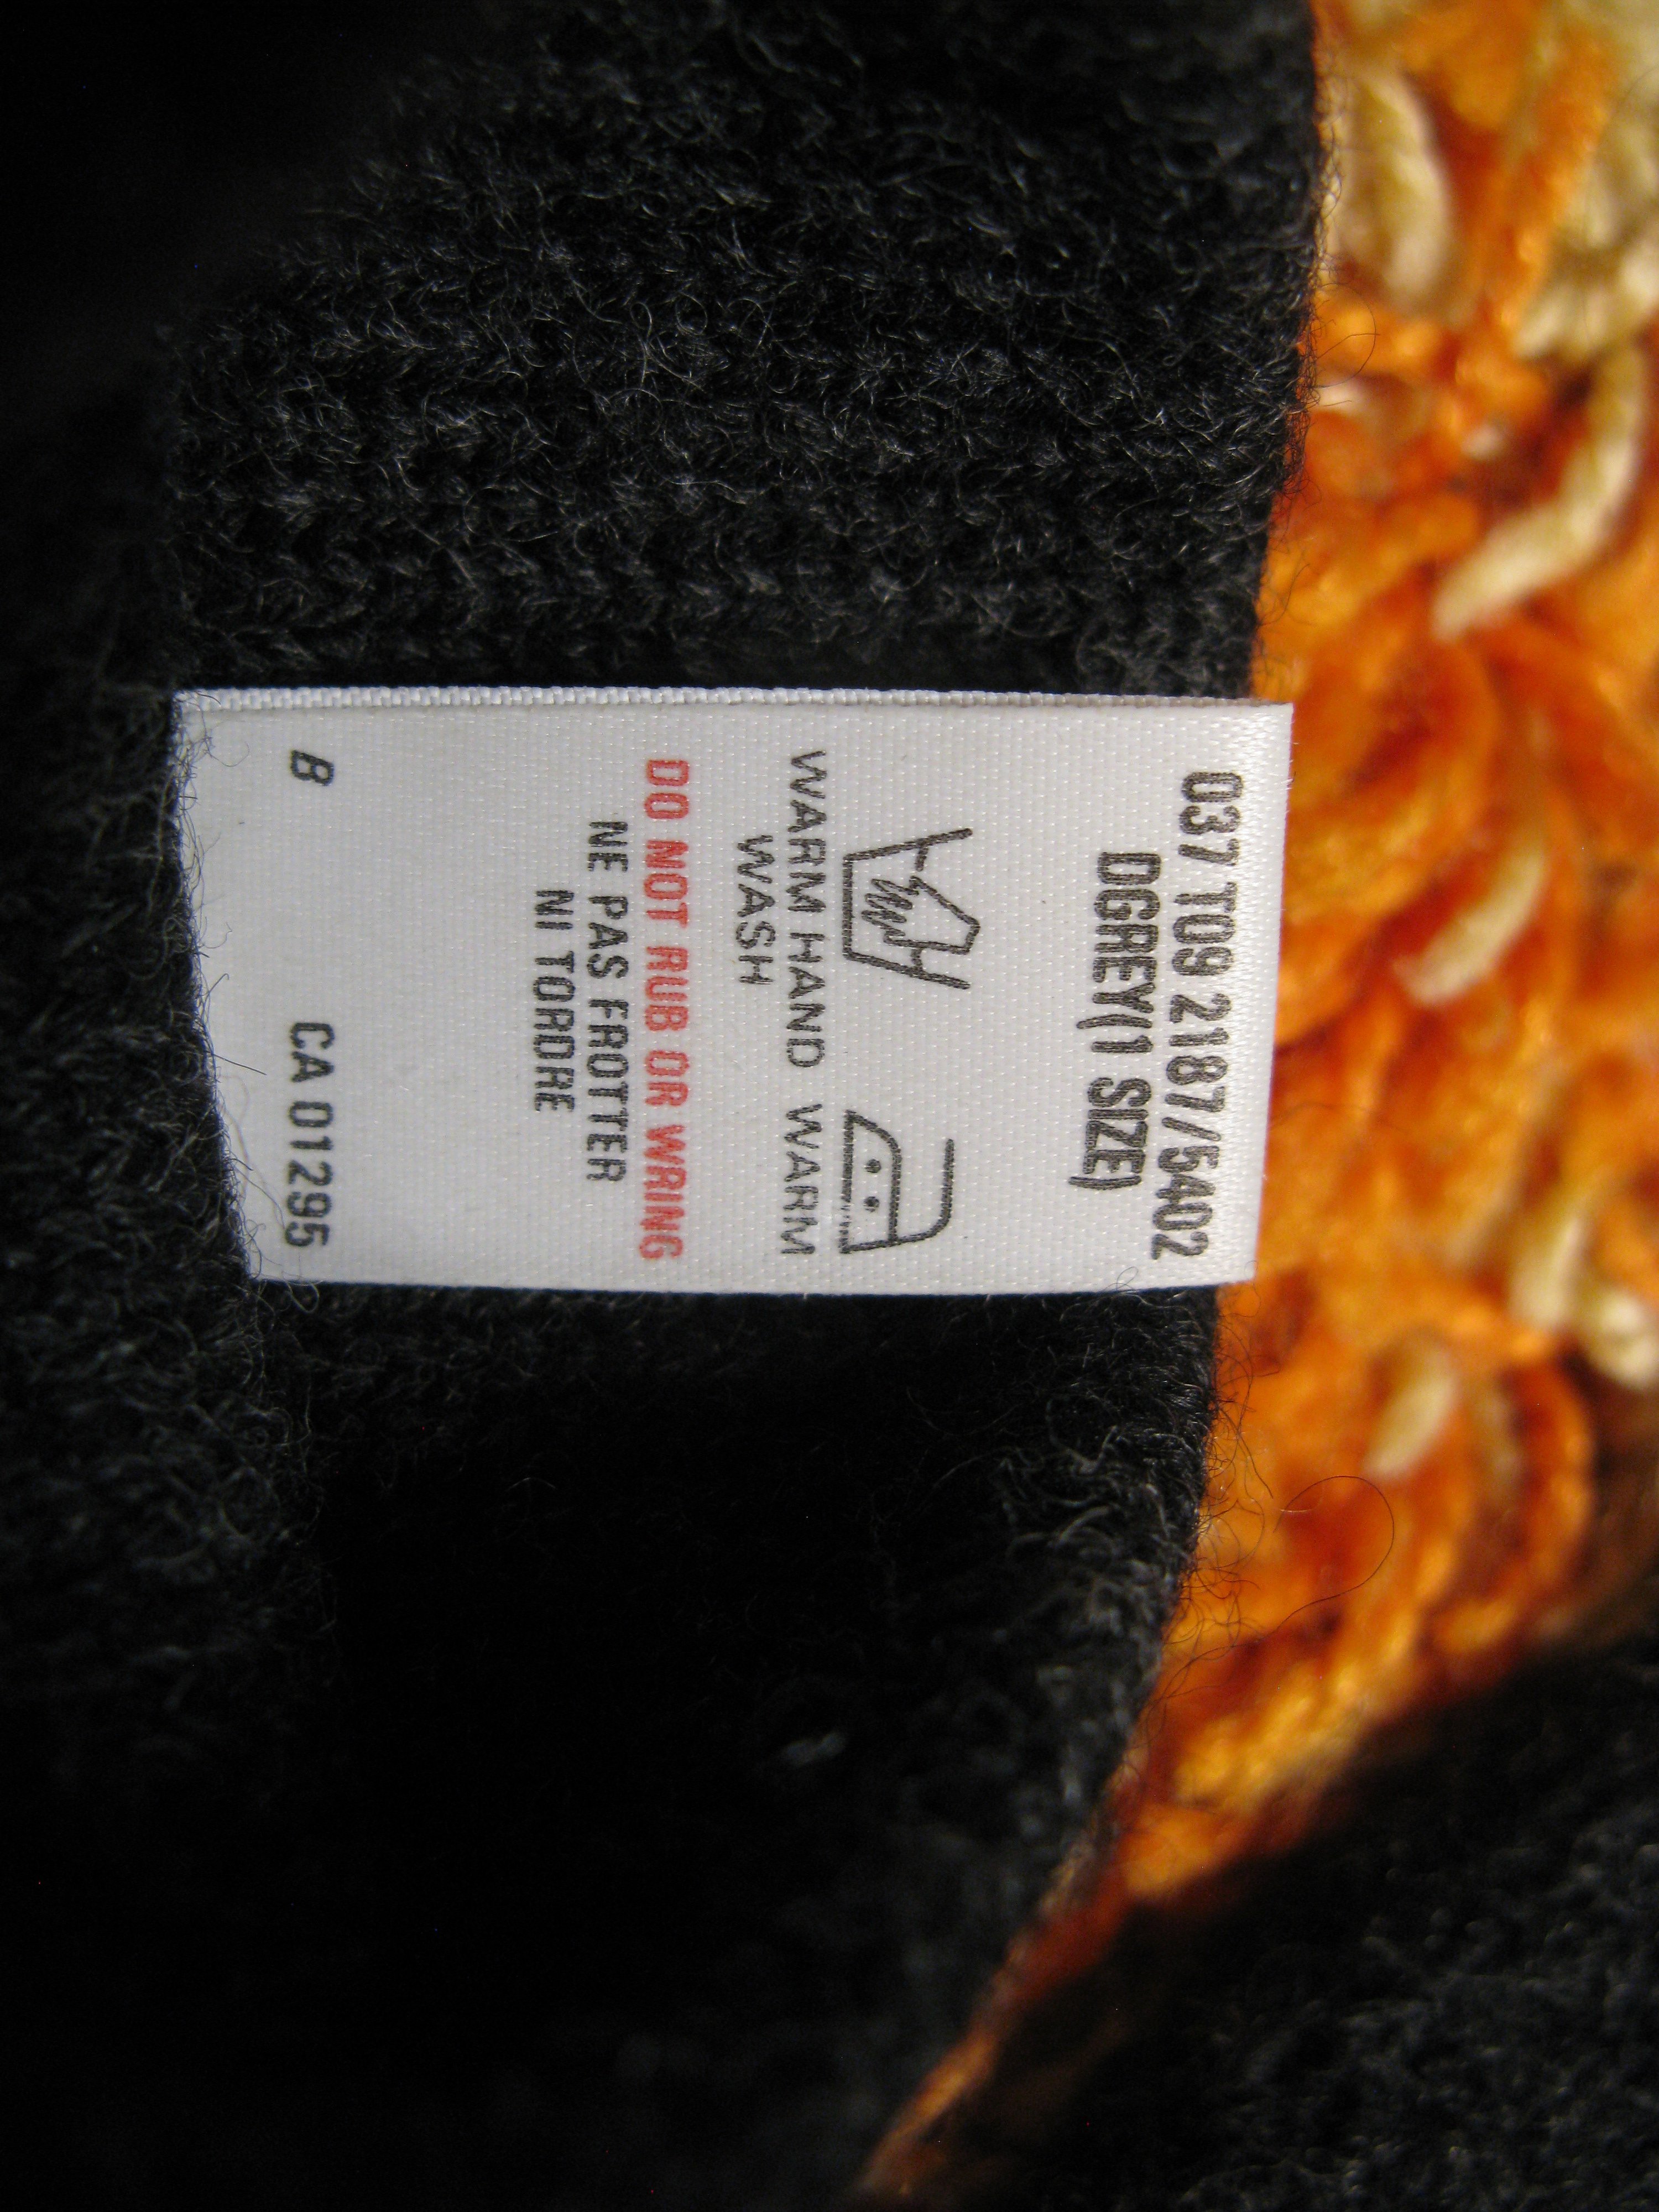 037 T09 2187/5402
DGREY(1 SIZE)
WARM HAND WARM
WASH
DO NOT RUB OR WRING
NE PAS FROTTER
NI TORDRE
B CA 01295